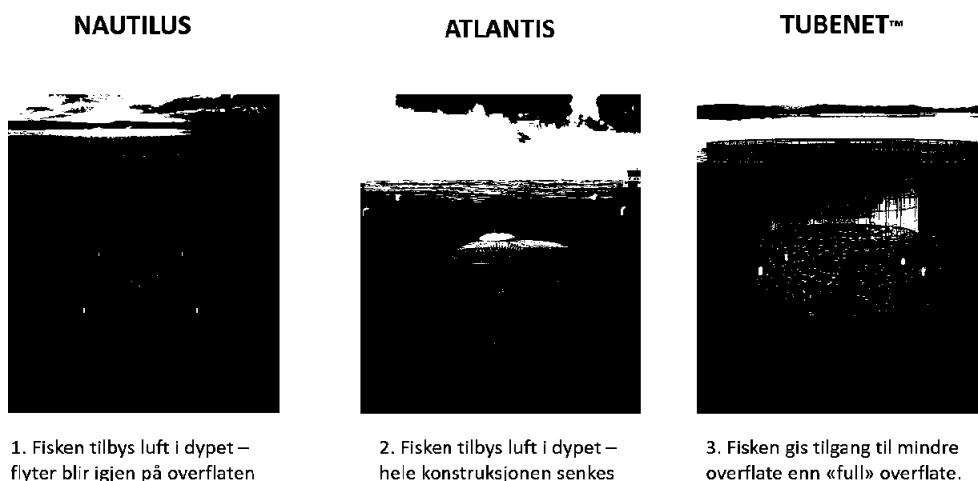 NAUTILUS
ATLANTIS
TUBENET™
1. Fisken tilbys luft i dypet –
flyter blir igjen på overflaten
2. Fisken tilbys luft i dypet –
hele konstruksjonen senkes
3. Fisken gis tilgang til mindre
overflate enn «full» overflate.